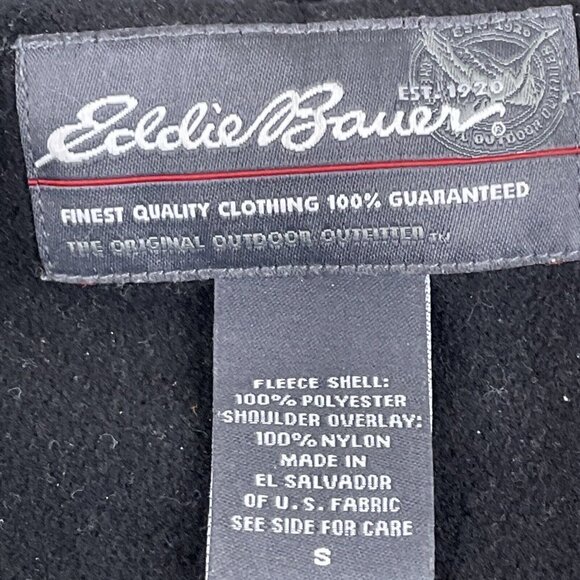 EST. 1920
Eddie Bauer®
FINEST QUALITY CLOTHING 100% GUARANTEED
THE ORIGINAL OUTDOOR OUTFITTER™
FLEECE SHELL:
100% POLYESTER
SHOULDER OVERLAY:
100% NYLON
MADE IN
EL SALVADOR
OF U.S. FABRIC
SEE SIDE FOR CARE
S